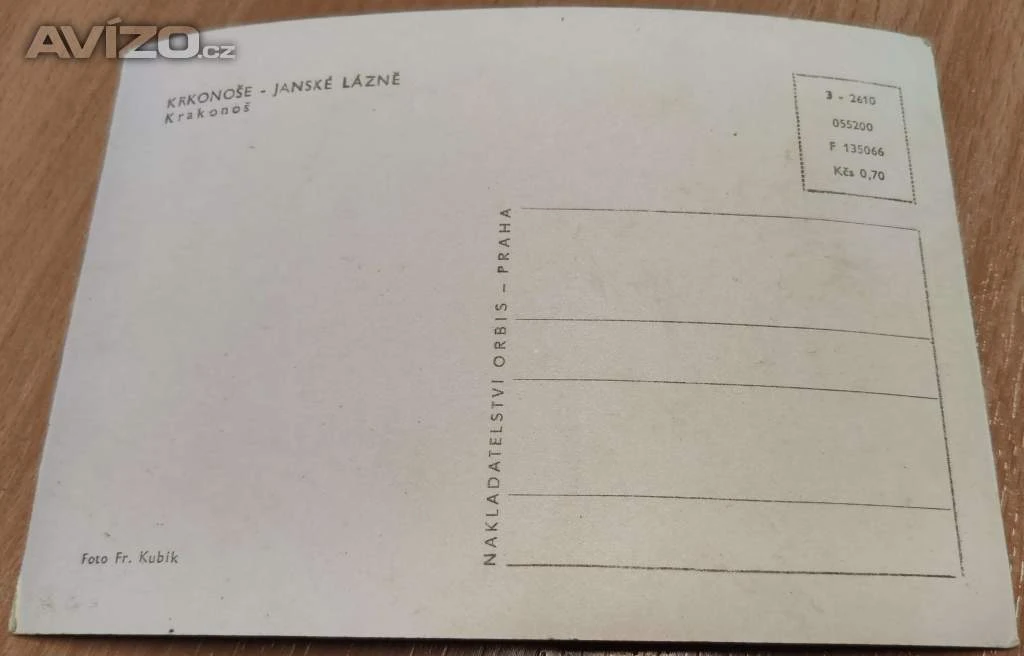 AVÍZO.cz
KRKONOŠE - JANSKÉ LÁZNĚ
Krakonoš
3 - 2610
055200
F 135066
Kčs 0,70
NAKLADATELSTVÍ ORBIS – PRAHA
Foto Fr. Kubík